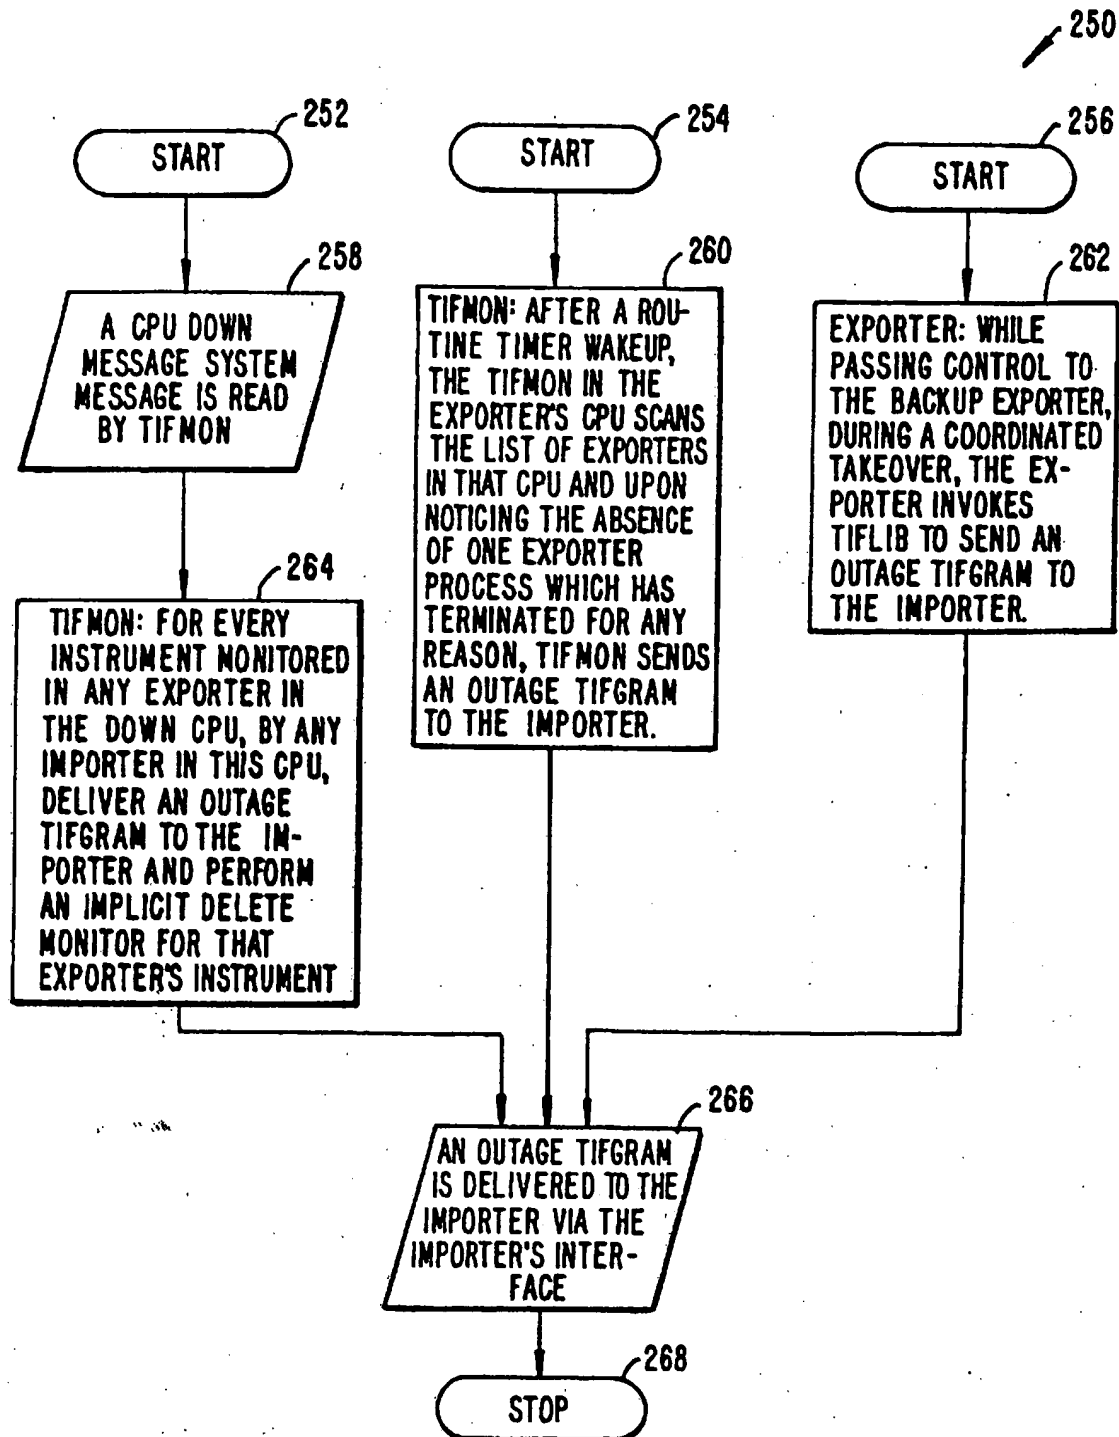 250
252
START
254
START
256
START
258
A CPU DOWN
MESSAGE SYSTEM
MESSAGE IS READ
BY TIFMON
260
TIFMON: AFTER A ROU-
TINE TIMER WAKEUP,
THE TIFMON IN THE
EXPORTER'S CPU SCANS
THE LIST OF EXPORTERS
IN THAT CPU AND UPON
NOTICING THE ABSENCE
OF ONE EXPORTER
PROCESS WHICH HAS
TERMINATED FOR ANY
REASON, TIFMON SENDS
AN OUTAGE TIFGRAM
TO THE IMPORTER.
262
EXPORTER: WHILE
PASSING CONTROL TO
THE BACKUP EXPORTER,
DURING A COORDINATED
TAKEOVER, THE EX-
PORTER INVOKES
TIFLIB TO SEND AN
OUTAGE TIFGRAM TO
THE IMPORTER.
264
TIFMON: FOR EVERY
INSTRUMENT MONITORED
IN ANY EXPORTER IN
THE DOWN CPU, BY ANY
IMPORTER IN THIS CPU,
DELIVER AN OUTAGE
TIFGRAM TO THE IM-
PORTER AND PERFORM
AN IMPLICIT DELETE
MONITOR FOR THAT
EXPORTER'S INSTRUMENT
266
AN OUTAGE TIFGRAM
IS DELIVERED TO THE
IMPORTER VIA THE
IMPORTER'S INTER-
FACE
268
STOP